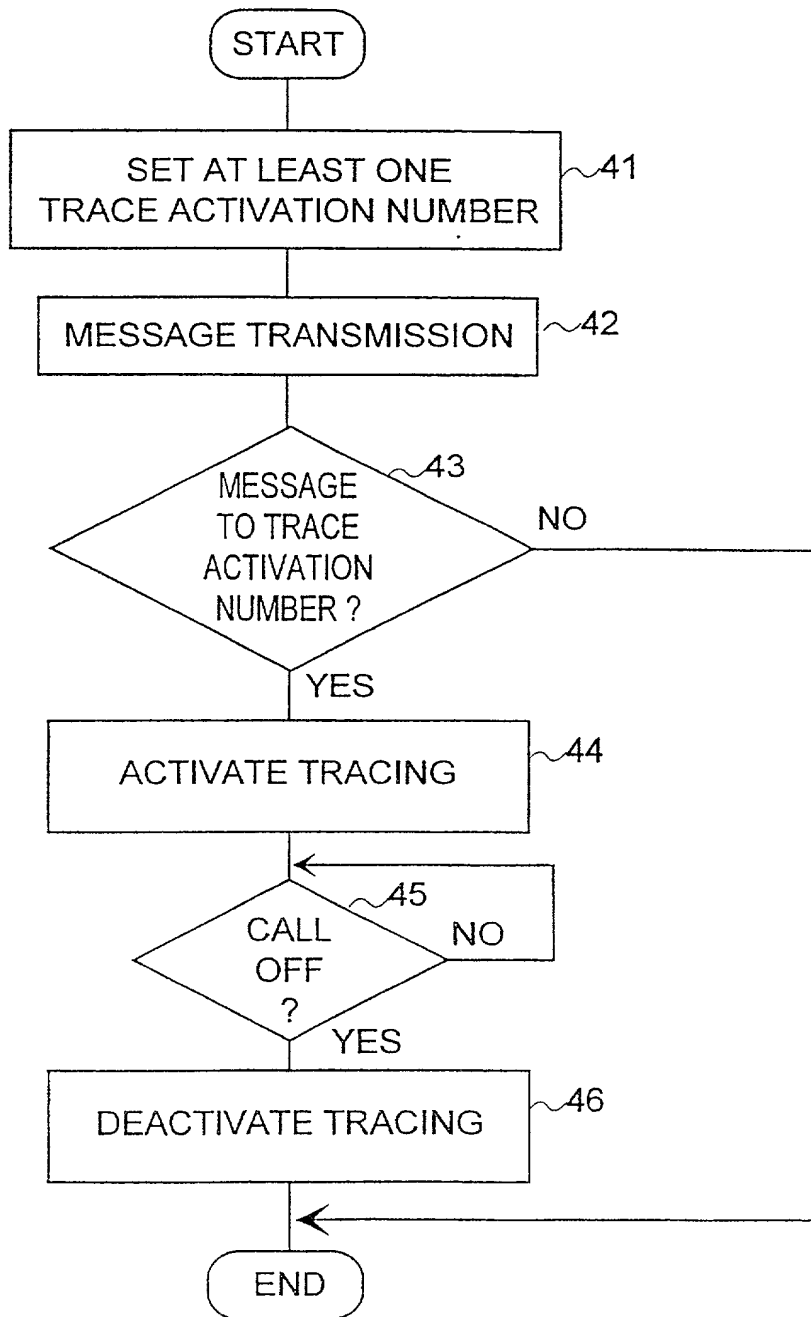 START
SET AT LEAST ONE
TRACE ACTIVATION NUMBER
41
MESSAGE TRANSMISSION
42
43
MESSAGE
TO TRACE
ACTIVATION
NUMBER ?
NO
YES
ACTIVATE TRACING
44
45
CALL
OFF
?
NO
YES
DEACTIVATE TRACING
46
END